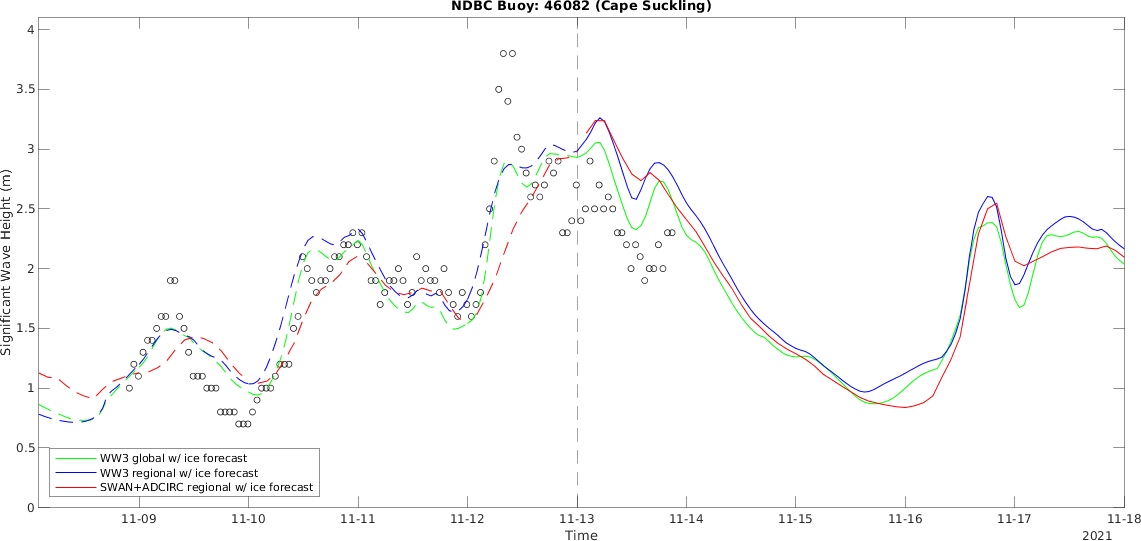 NDBC Buoy: 46082 (Cape Suckling)
Significant Wave Height (m)
4
3.5
3
2.5
2
1.5
1
0.5
0
WW3 global w/ ice forecast
WW3 regional w/ ice forecast
SWAN+ADCIRC regional w/ ice forecast
11-09 11-10 11-11 11-12 11-13 11-14 11-15 11-16 11-17 11-18
Time
2021